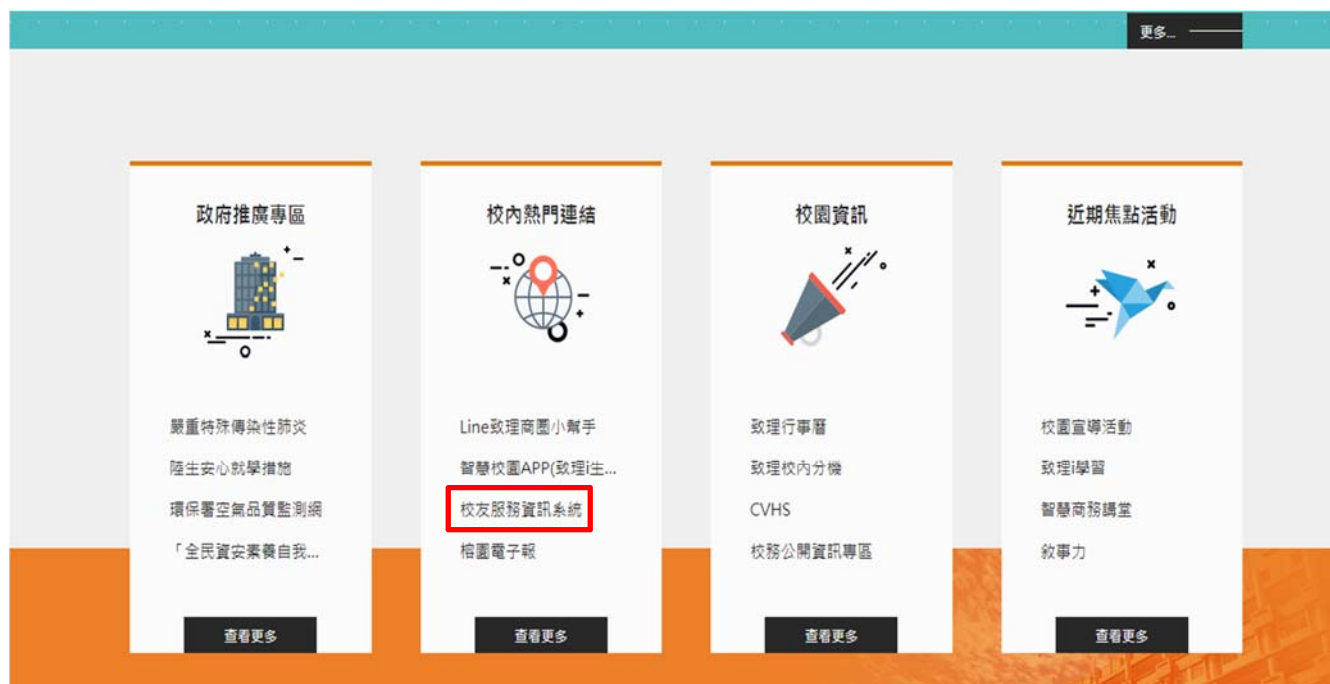 更多...
政府推廣專區
嚴重特殊傳染性肺炎
陸生安心就學措施
環保署空氣品質監測網
「全民資安素養自我...
查看更多
校內熱門連結
Line致理商圈小幫手
智慧校園APP(致理i生...
校友服務資訊系統
榕園電子報
查看更多
校園資訊
致理行事曆
致理校內分機
CVHS
校務公開資訊專區
查看更多
近期焦點活動
校園宣導活動
致理i學習
智慧商務講堂
敘事力
查看更多